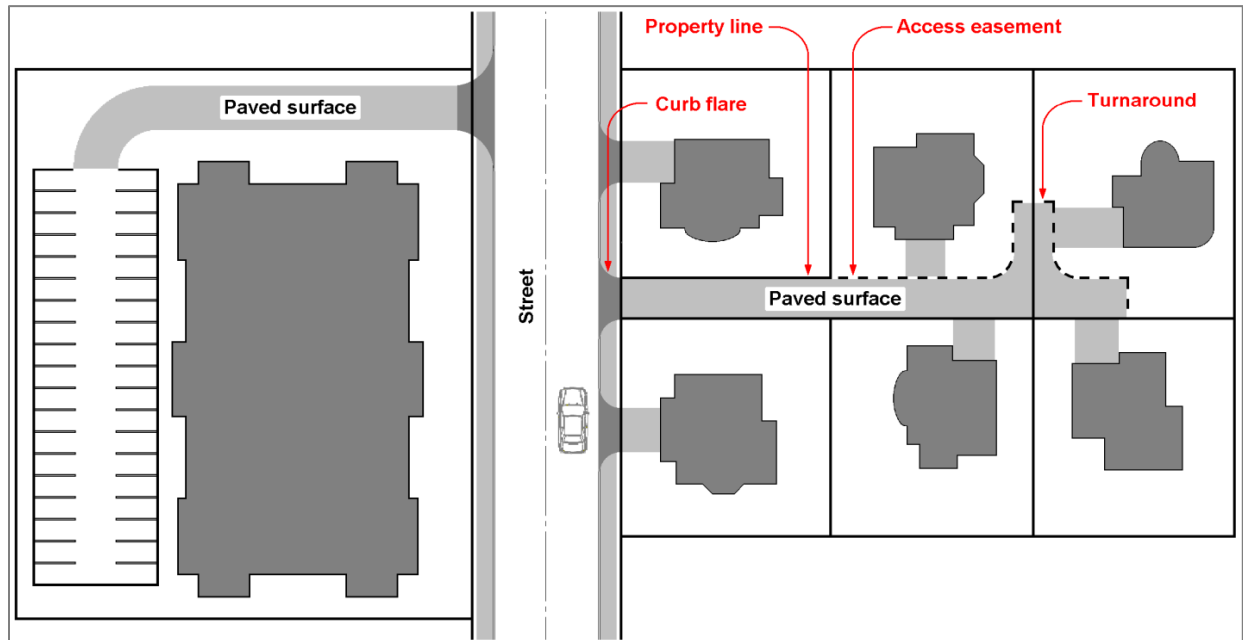 Property line
Access easement
Paved surface
Curb flare
Turnaround
Street
Paved surface